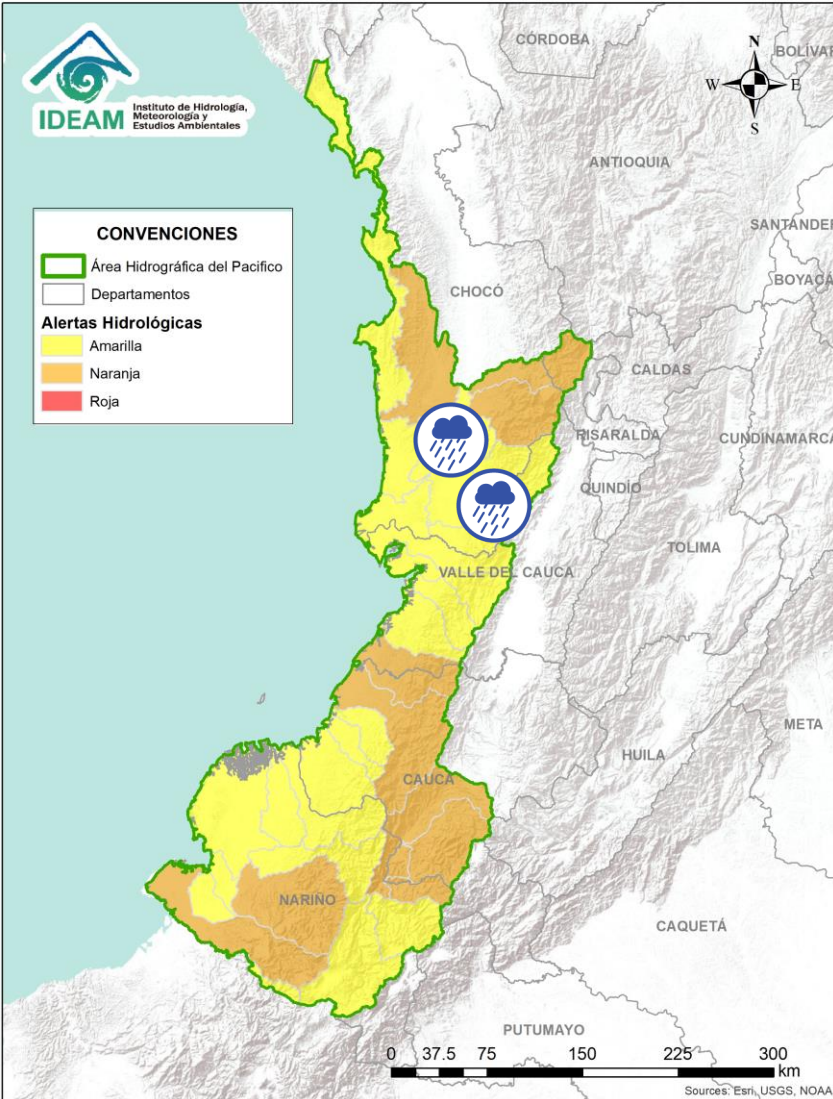 IDEAM
Instituto de Hidrología,
Meteorología y
Estudios Ambientales
CÓRDOBA
BOLÍVAR
N
W
E
S
ANTIOQUIA
SANTANDER
BOYACÁ
CONVENCIONES
Área Hidrográfica del Pacifico
Departamentos
Alertas Hidrológicas
Amarilla
Naranja
Roja
CHOCÓ
CALDAS
RISARALDA
CUNDINAMARCA
QUINDÍO
TOLIMA
VALLE DEL CAUCA
META
HUILA
CAUCA
NARIÑO
CAQUETÁ
PUTUMAYO
0 37.5 75 150 225 300
km
Sources: Esri, USGS, NOAA